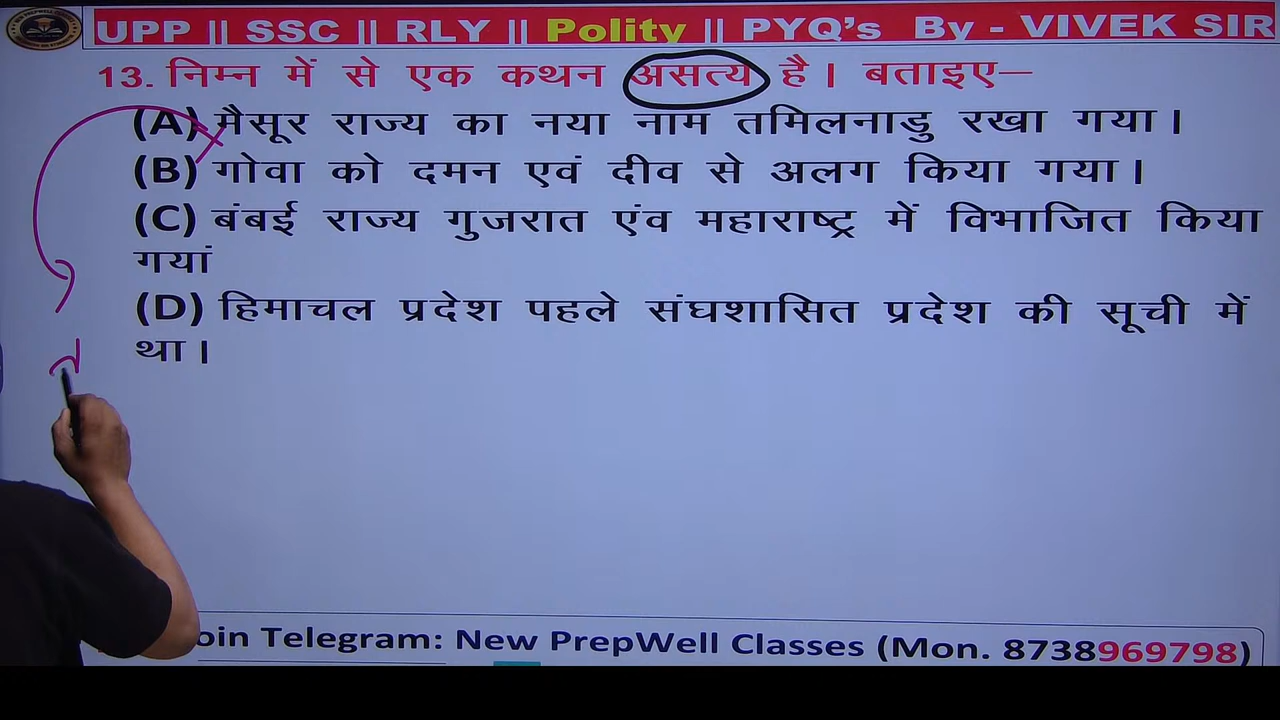 UPP || SSC || RLY || Polity || PYQ's By - VIVEK SIR
13. निम्न में से एक कथन असत्य है। बताइए—
(A) मैसूर राज्य का नया नाम तमिलनाडु रखा गया।
(B) गोवा को दमन एवं दीव से अलग किया गया।
(C) बंबई राज्य गुजरात एंव महाराष्ट्र में विभाजित किया
गयां
(D) हिमाचल प्रदेश पहले संघशासित प्रदेश की सूची में
था।
oin Telegram: New PrepWell Classes (Mon. 8738969798)